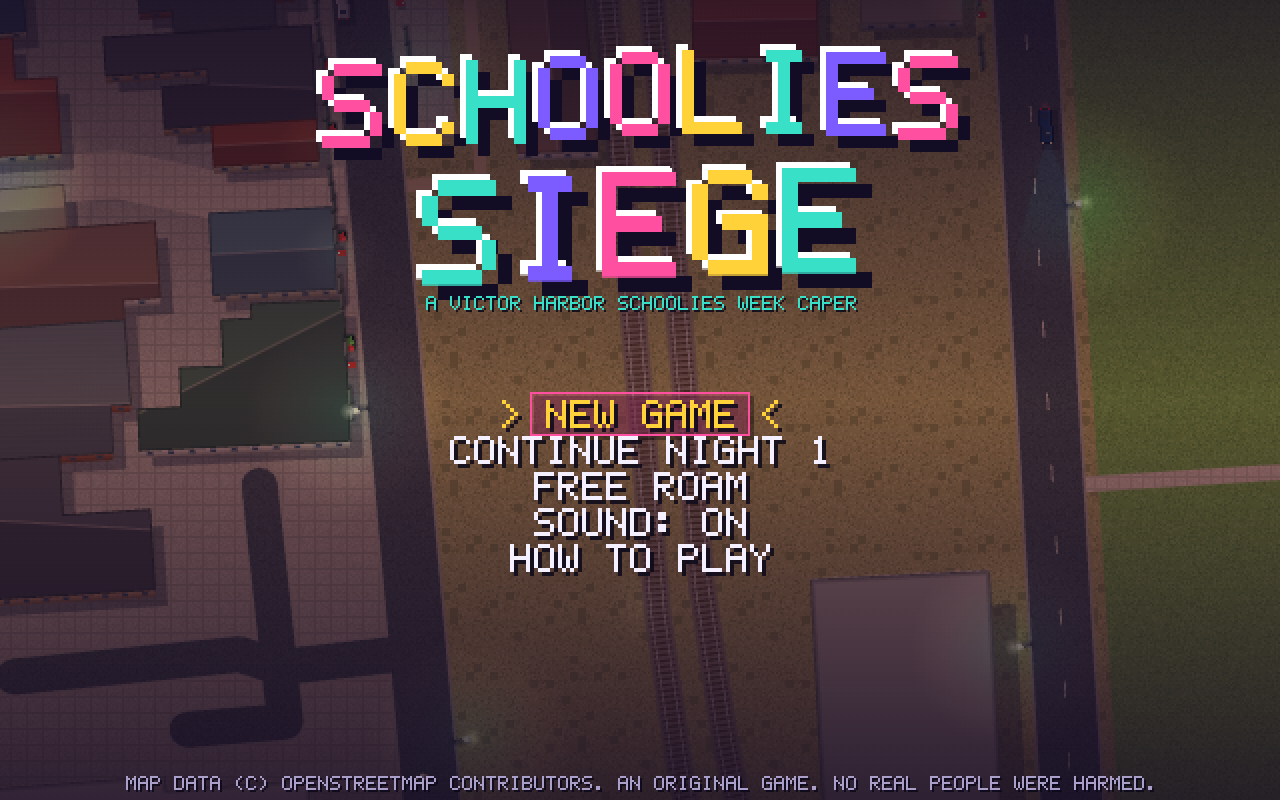 SCHOOLIES
SIEGE
A VICTOR HARBOR SCHOOLIES WEEK CAPER
> NEW GAME <
CONTINUE NIGHT 1
FREE ROAM
SOUND: ON
HOW TO PLAY
MAP DATA (C) OPENSTREETMAP CONTRIBUTORS. AN ORIGINAL GAME. NO REAL PEOPLE WERE HARMED.